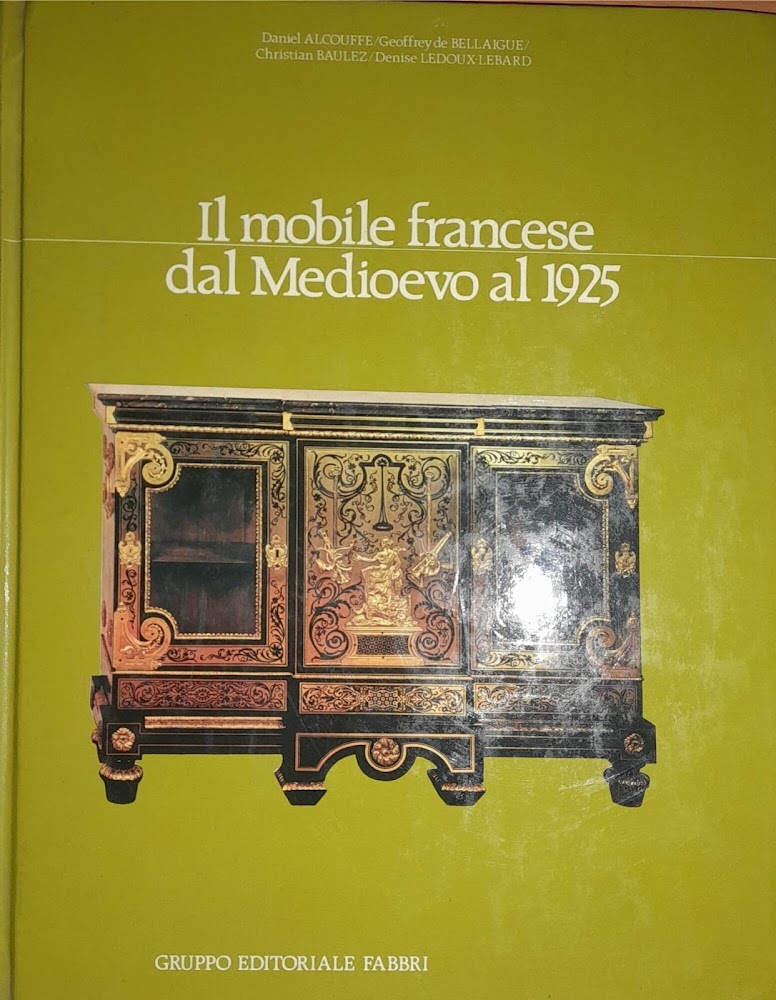 Daniel ALCOUFFE/Geoffrey de BELLAIGUE/
Christian BAULEZ/Denise LEDOUX-LEBARD
Il mobile francese
dal Medioevo al 1925
GRUPPO EDITORIALE FABBRI